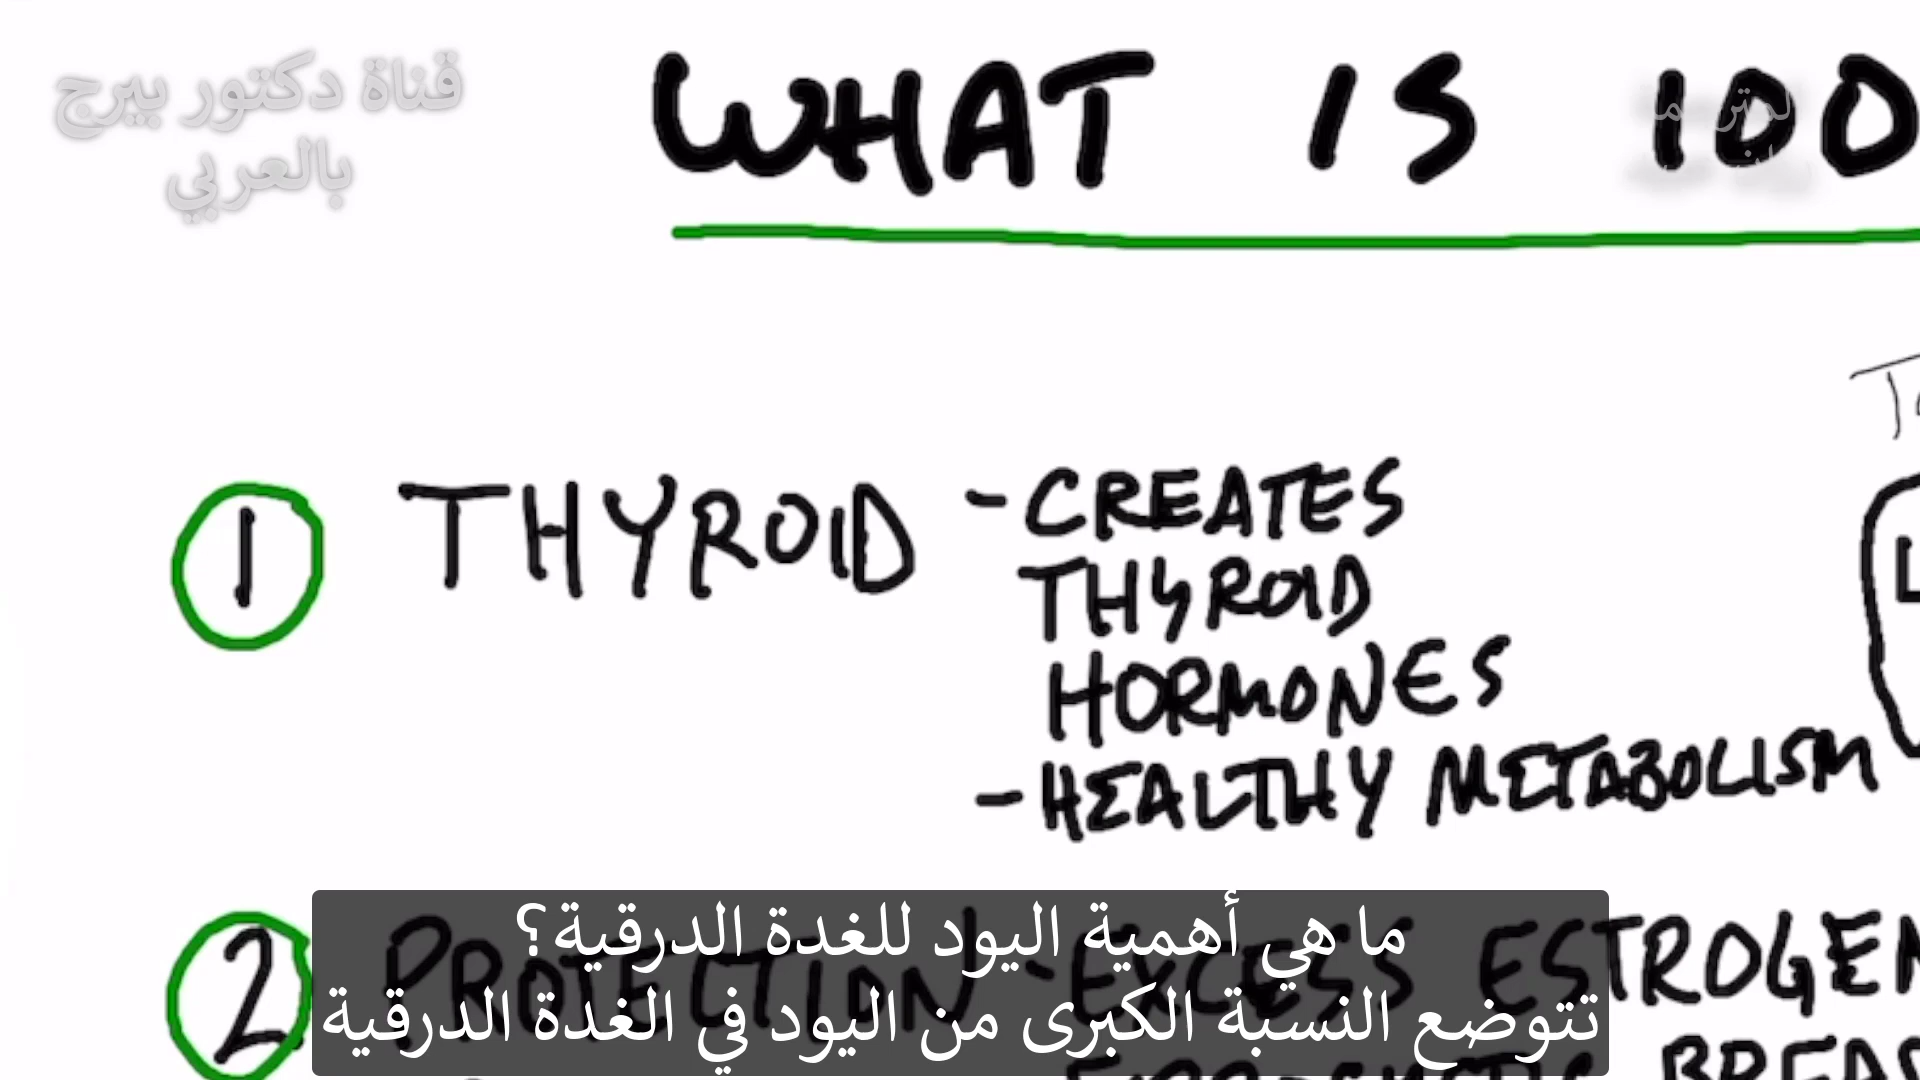 قناة دكتور بيرج
بالعربي
WHAT IS IOD
1 THYROID
-CREATES
THYROID
HORMONES
-HEALTHY METABOLISM
2 PROTECTION -EXCESS ESTROGEN
BREAS
ما هي أهمية اليود للغدة الدرقية؟
تتوضع النسبة الكبرى من اليود في الغدة الدرقية